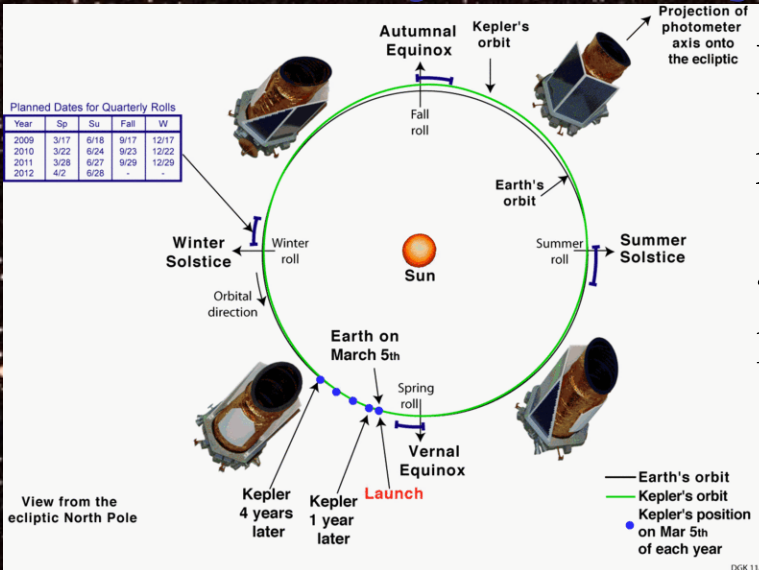 Projection of
photometer
axis onto
the ecliptic
Autumnal
Equinox
Kepler's
orbit
Fall
roll
Earth's
orbit
Planned Dates for Quarterly Rolls
Year Sp Su Fall W
2009 3/17 6/18 9/17 12/17
2010 3/22 6/24 9/23 12/22
2011 3/28 6/27 9/29 12/29
2012 4/2 6/28 - -
Winter
Solstice
Winter
roll
Orbital
direction
Sun
Summer
roll
Summer
Solstice
Earth on
March 5th
Spring
roll
Vernal
Equinox
Launch
Kepler
4 years
later
Kepler
1 year
later
View from the
ecliptic North Pole
Earth's orbit
Kepler's orbit
Kepler's position
on Mar 5th
of each year